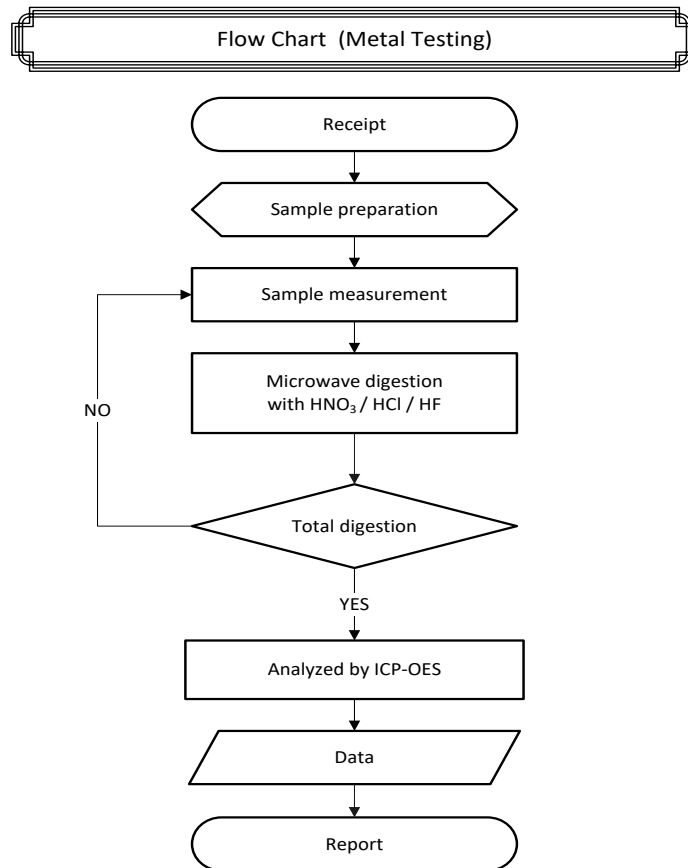 Flow Chart (Metal Testing)
Receipt
Sample preparation
Sample measurement
Microwave digestion
with HNO₃ / HCl / HF
NO
Total digestion
YES
Analyzed by ICP-OES
Data
Report